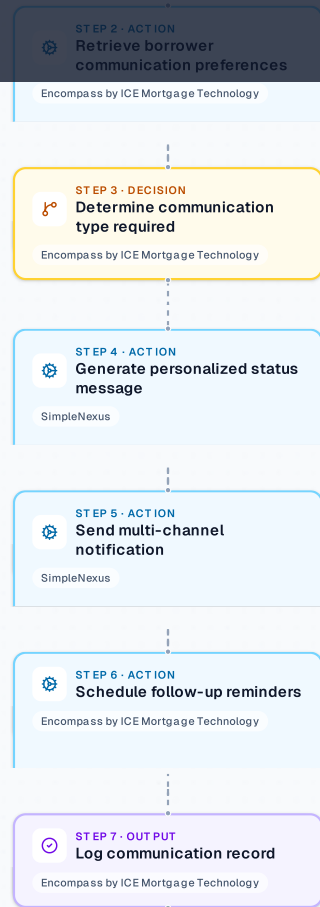 STEP 2 · ACTION
Retrieve borrower
communication preferences
Encompass by ICE Mortgage Technology
STEP 3 · DECISION
Determine communication
type required
Encompass by ICE Mortgage Technology
STEP 4 · ACTION
Generate personalized status
message
SimpleNexus
STEP 5 · ACTION
Send multi-channel
notification
SimpleNexus
STEP 6 · ACTION
Schedule follow-up reminders
Encompass by ICE Mortgage Technology
STEP 7 · OUTPUT
Log communication record
Encompass by ICE Mortgage Technology